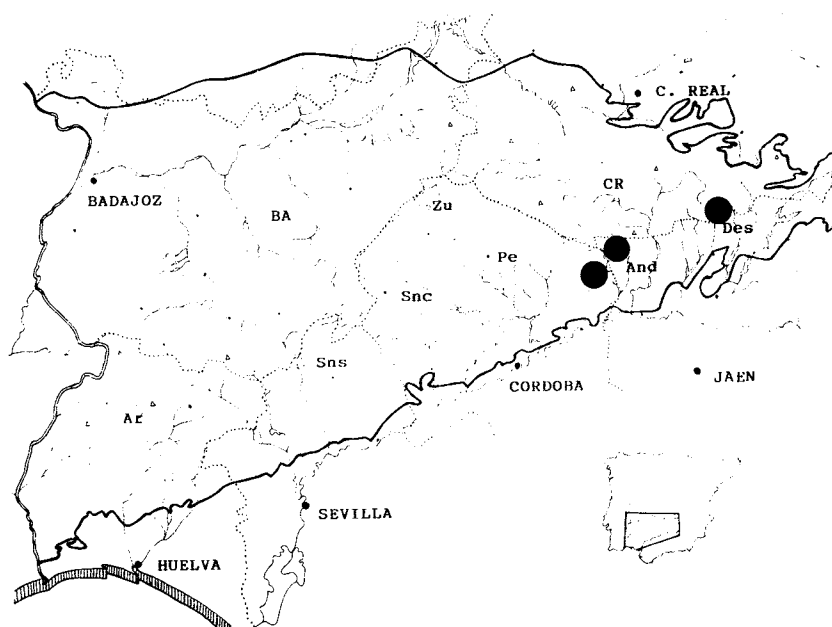 C. REAL
BADAJOZ
BA
CR
Zu
Des
Pe
And
Snc
Sns
CORDOBA
JAEN
Ar
SEVILLA
HUELVA